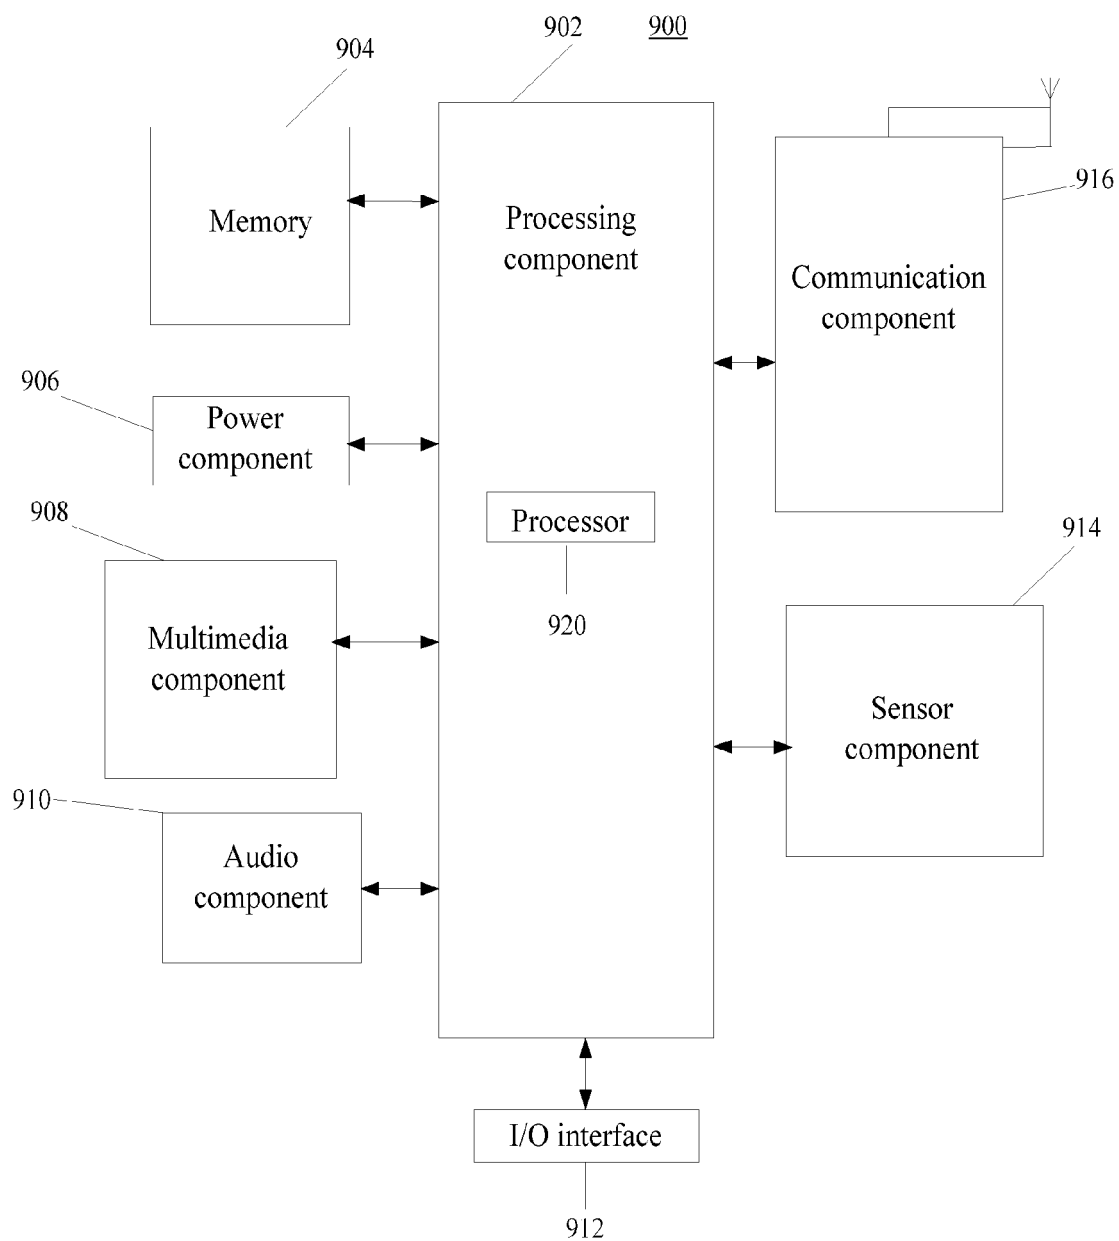 902
900
904
916
Memory
Processing
component
Communication
component
906
Power
component
908
Processor
914
920
Multimedia
component
Sensor
component
910
Audio
component
I/O interface
912